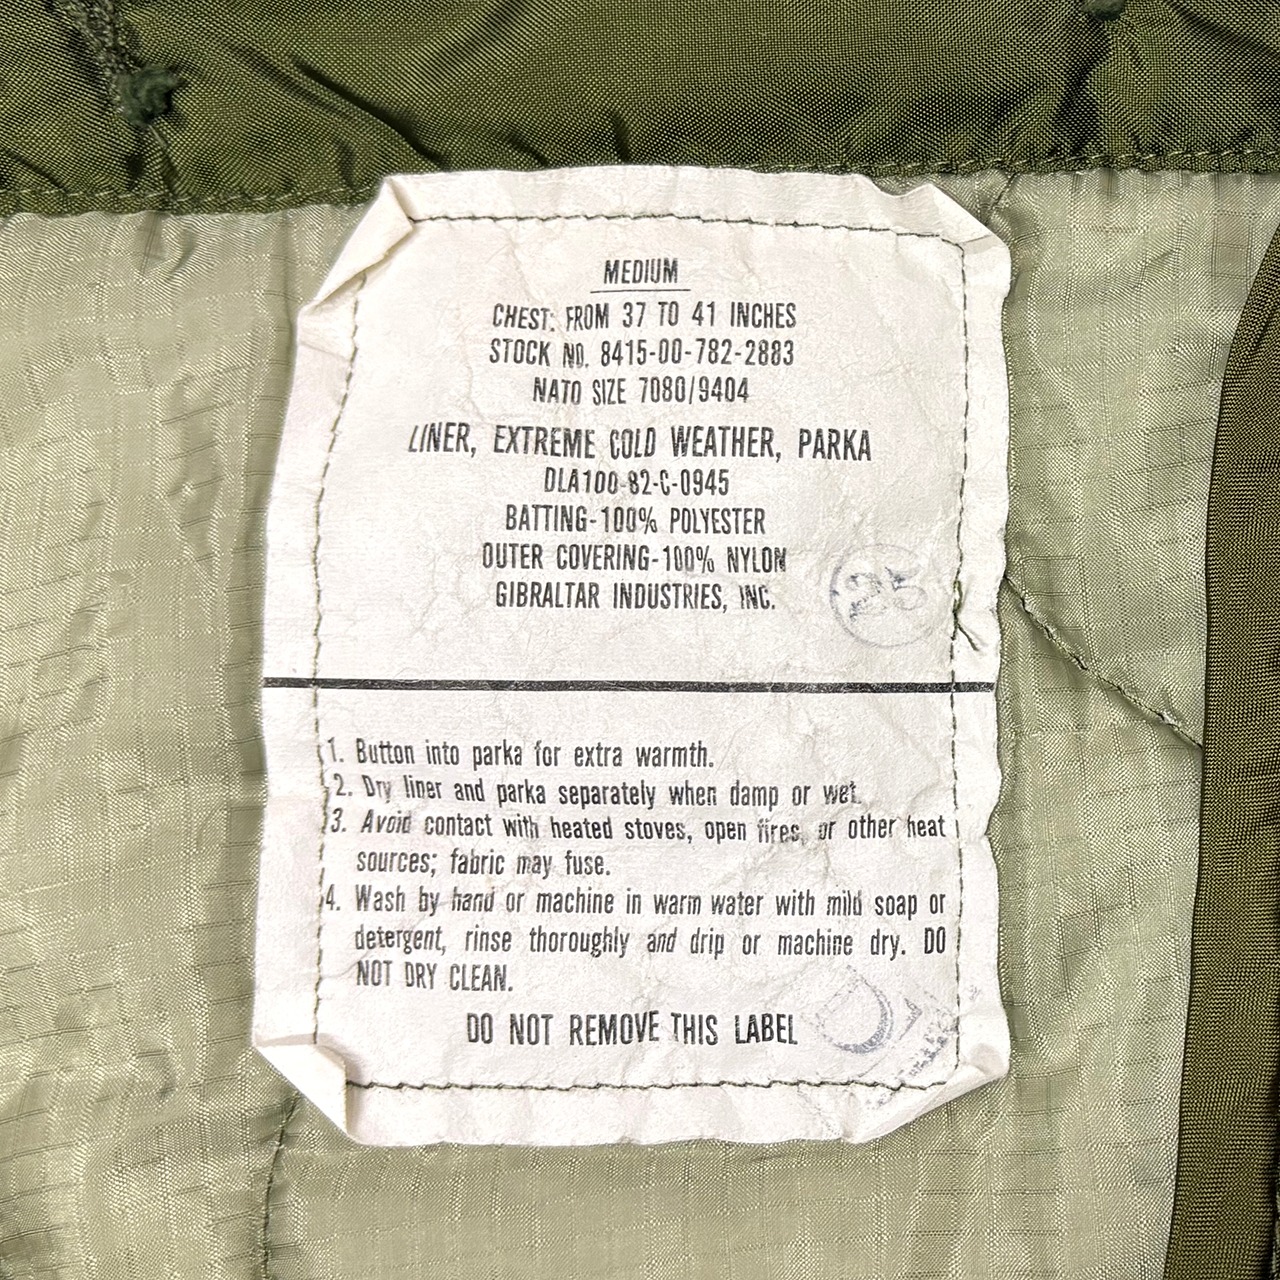 MEDIUM
CHEST: FROM 37 TO 41 INCHES
STOCK NO. 8415-00-782-2883
NATO SIZE 7080/9404
LINER, EXTREME COLD WEATHER, PARKA
DLA100-82-C-0945
BATTING-100% POLYESTER
OUTER COVERING-100% NYLON
GIBRALTAR INDUSTRIES, INC.
25
1. Button into parka for extra warmth.
2. Dry liner and parka separately when damp or wet.
3. Avoid contact with heated stoves, open fires, or other heat
sources; fabric may fuse.
4. Wash by hand or machine in warm water with mild soap or
detergent, rinse thoroughly and drip or machine dry. DO
NOT DRY CLEAN.
DO NOT REMOVE THIS LABEL